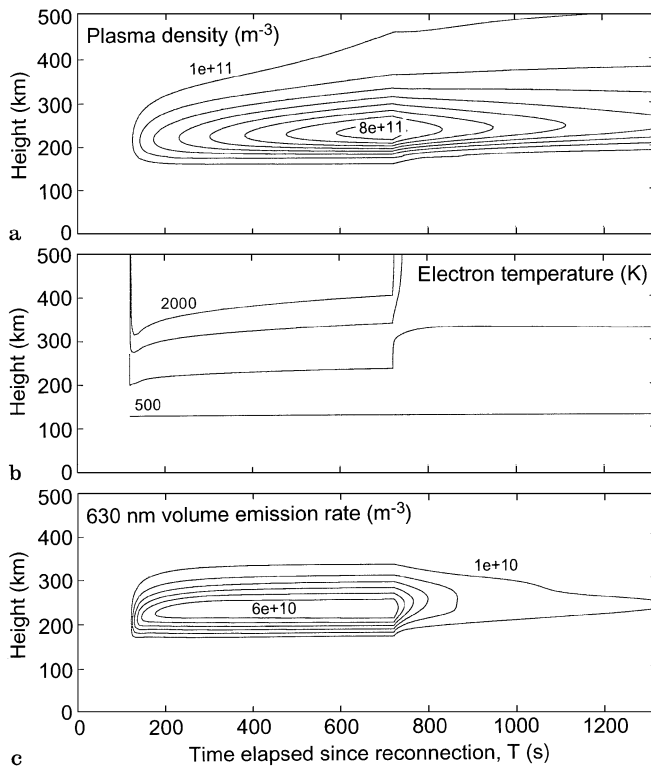 500
Plasma density (m-3)
1e+11
400
Height (km)
300
8e+11
200
100
0
a
500
Electron temperature (K)
400
2000
Height (km)
300
200
500
100
0
b
500
630 nm volume emission rate (m-3)
400
1e+10
Height (km)
300
6e+10
200
100
0
0 200 400 600 800 1000 1200
c
Time elapsed since reconnection, T (s)